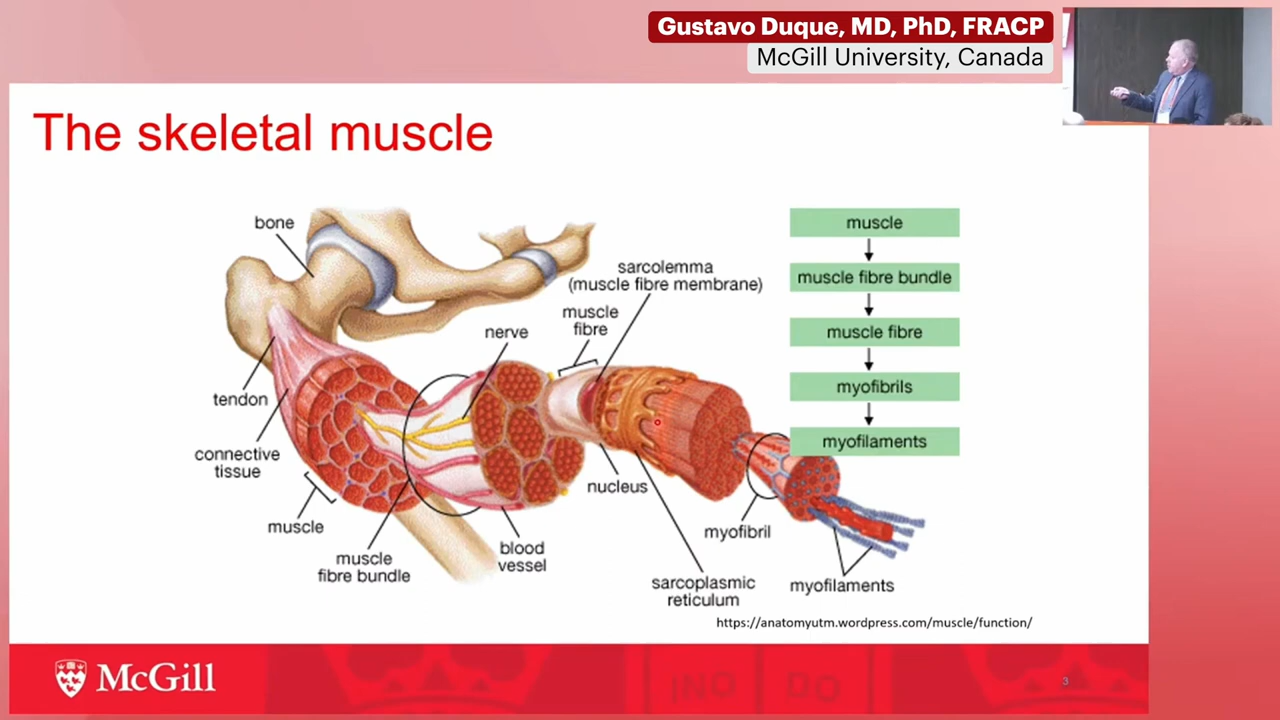 Gustavo Duque, MD, PhD, FRACP
McGill University, Canada
The skeletal muscle
bone
sarcolemma
(muscle fibre membrane)
muscle
fibre
nerve
tendon
connective
tissue
muscle
muscle
fibre bundle
blood
vessel
nucleus
sarcoplasmic
reticulum
myofibril
myofilaments
muscle
muscle fibre bundle
muscle fibre
myofibrils
myofilaments
https://anatomyutm.wordpress.com/muscle/function/
McGill
IN DO
3